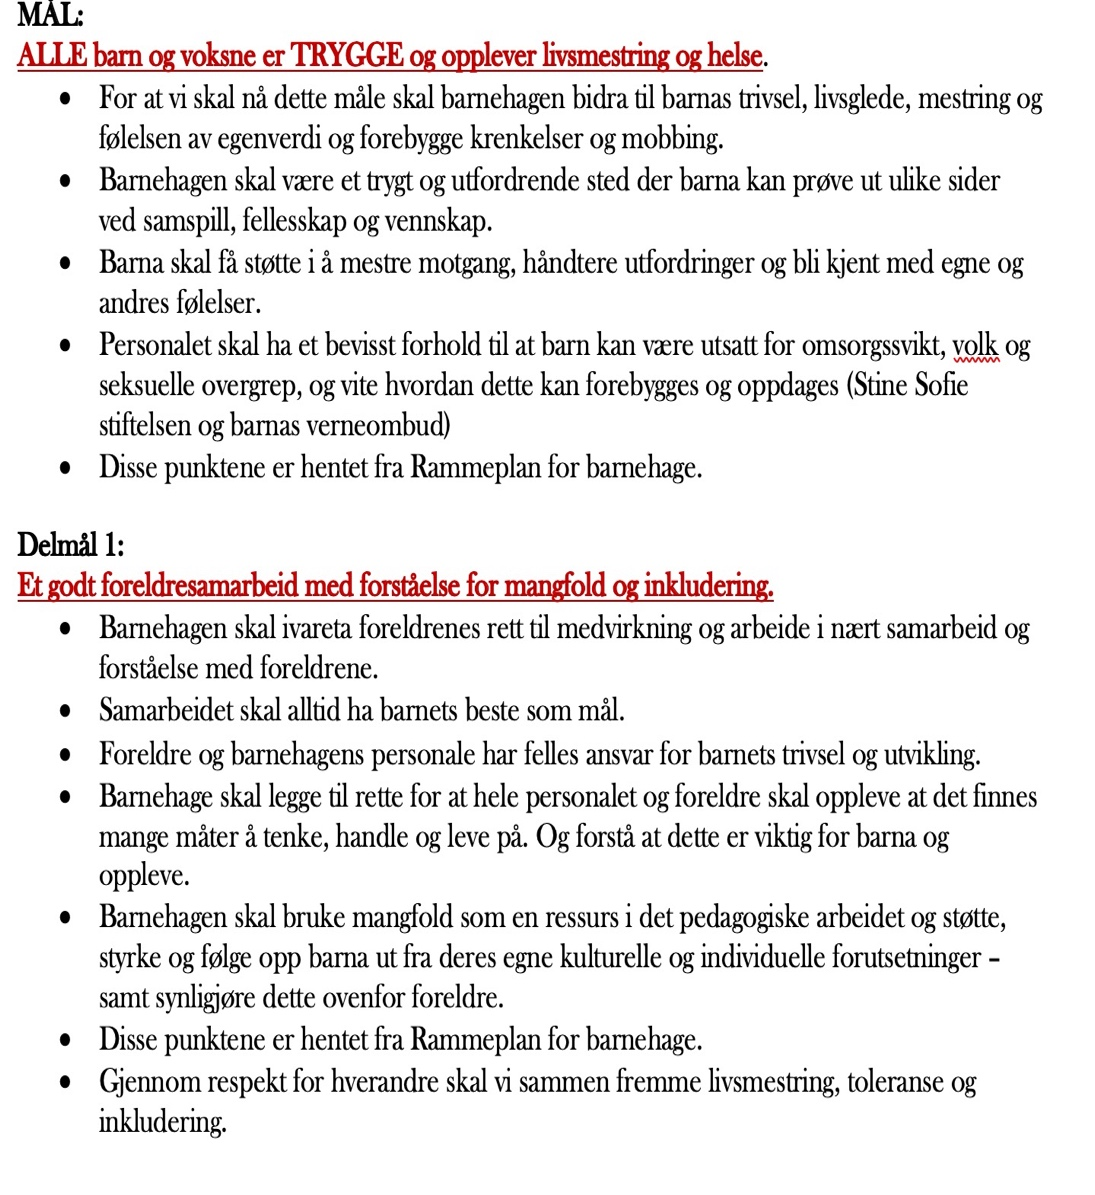 MÅL:
ALLE barn og voksne er TRYGGE og opplever livsmestring og helse.
• For at vi skal nå dette måle skal barnehagen bidra til barnas trivsel, livsglede, mestring og
følelsen av egenverdi og forebygge krenkelser og mobbing.
• Barnehagen skal være et trygt og utfordrende sted der barna kan prøve ut ulike sider
ved samspill, fellesskap og vennskap.
• Barna skal få støtte i å mestre motgang, håndtere utfordringer og bli kjent med egne og
andres følelser.
• Personalet skal ha et bevisst forhold til at barn kan være utsatt for omsorgssvikt, volk og
seksuelle overgrep, og vite hvordan dette kan forebygges og oppdages (Stine Sofie
stiftelsen og barnas verneombud)
• Disse punktene er hentet fra Rammeplan for barnehage.
Delmål 1:
Et godt foreldresamarbeid med forståelse for mangfold og inkludering.
• Barnehagen skal ivareta foreldrenes rett til medvirkning og arbeide i nært samarbeid og
forståelse med foreldrene.
• Samarbeidet skal alltid ha barnets beste som mål.
• Foreldre og barnehagens personale har felles ansvar for barnets trivsel og utvikling.
• Barnehage skal legge til rette for at hele personalet og foreldre skal oppleve at det finnes
mange måter å tenke, handle og leve på. Og forstå at dette er viktig for barna og
oppleve.
• Barnehagen skal bruke mangfold som en ressurs i det pedagogiske arbeidet og støtte,
styrke og følge opp barna ut fra deres egne kulturelle og individuelle forutsetninger –
samt synligjøre dette ovenfor foreldre.
• Disse punktene er hentet fra Rammeplan for barnehage.
• Gjennom respekt for hverandre skal vi sammen fremme livsmestring, toleranse og
inkludering.